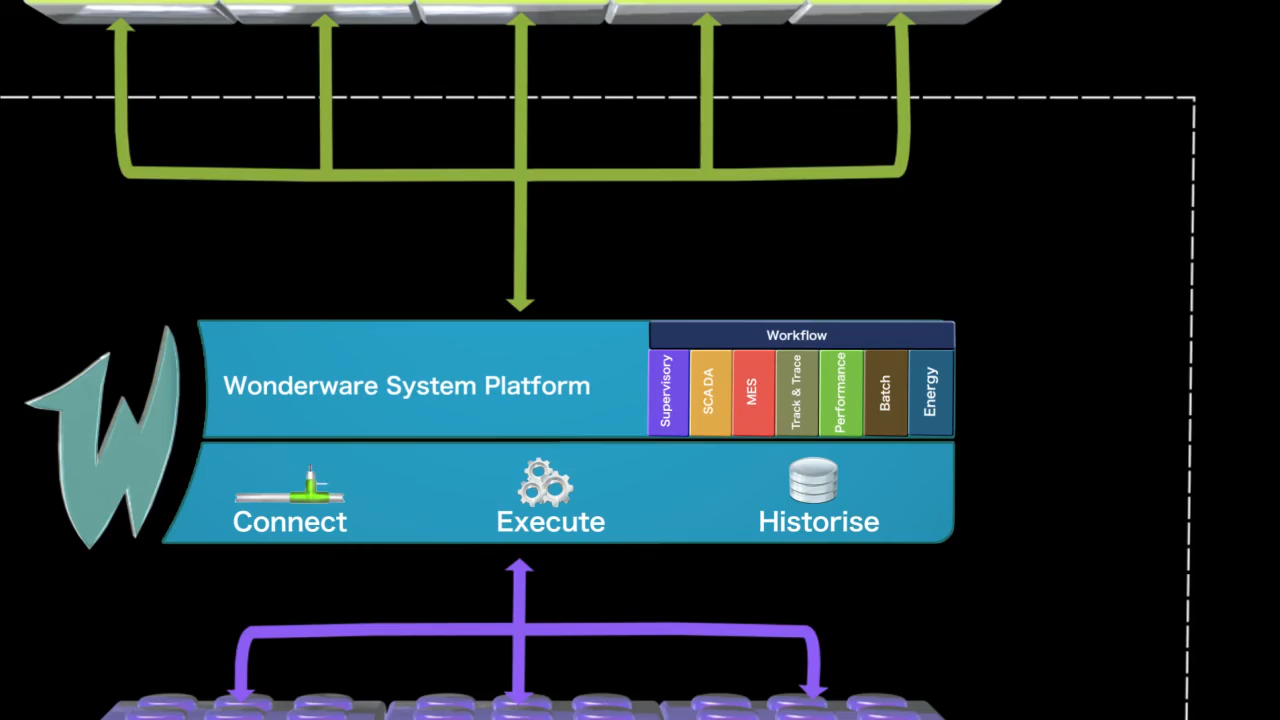 Workflow
Wonderware System Platform
Supervisory
SCADA
MES
Track & Trace
Performance
Batch
Energy
Connect
Execute
Historise